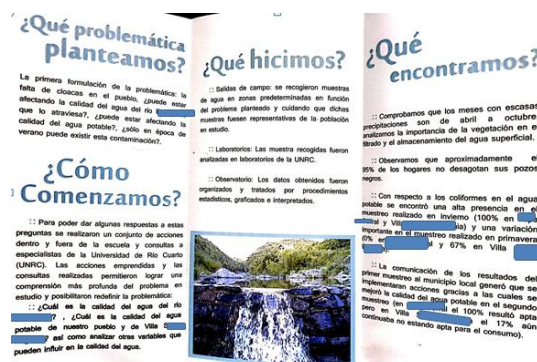 ¿Qué problemática
planteamos?
La primera formulación de la problemática: la
falta de cloacas en el pueblo, ¿puede estar
afectando la calidad del agua del río
que lo atraviesa?, ¿puede estar afectando la
calidad del agua potable?, ¿sólo en época de
verano puede existir esta contaminación?.
¿Cómo
Comenzamos?
:: Para poder dar algunas respuestas a estas
preguntas se realizaron un conjunto de acciones
dentro y fuera de la escuela y consultas a
especialistas de la Universidad de Río Cuarto
(UNRC). Las acciones emprendidas y las
consultas realizadas permitieron lograr una
comprensión más profunda del problema en
estudio y posibilitaron redefinir la problemática:
:: ¿Cuál es la calidad del agua del río
? , ¿Cuál es la calidad del agua
potable de nuestro pueblo y de Villa S
? así como analizar otras variables que
pueden influir en la calidad del agua.
¿Qué hicimos?
:: Salidas de campo: se recogieron muestras
de agua en zonas predeterminadas en función
del problema planteado y cuidando que dichas
muestras fuesen representativas de la población
en estudio.
:: Laboratorios: Las muestra recogidas fueron
analizadas en laboratorios de la UNRC.
:: Observatorio: Los datos obtenidos fueron
organizados y tratados por procedimientos
estadísticos, graficados e interpretados.
¿Qué
encontramos?
:: Comprobamos que los meses con escasas
precipitaciones son de abril a octubre
analizamos la importancia de la vegetación en e
filtrado y el almacenamiento del agua superficial.
:: Observamos que aproximadamente e
95% de los hogares no desagotan sus pozos
negros.
:: Con respecto a los coliformes en el agua
potable se encontró una alta presencia en el
muestreo realizado en invierno (100% en
ral y Vill ia) y una variación
importante en el muestreo realizado en primavera
(0% en l y 67% en Villa
:: La comunicación de los resultados del
primer muestreo al municipio local generó que se
implementaran acciones gracias a las cuales se
mejoró la calidad del agua potable en el segundo
muestreo (en el 100% resultó apta
pero en Villa el 17% aún
continuaba no estando apta para el consumo).